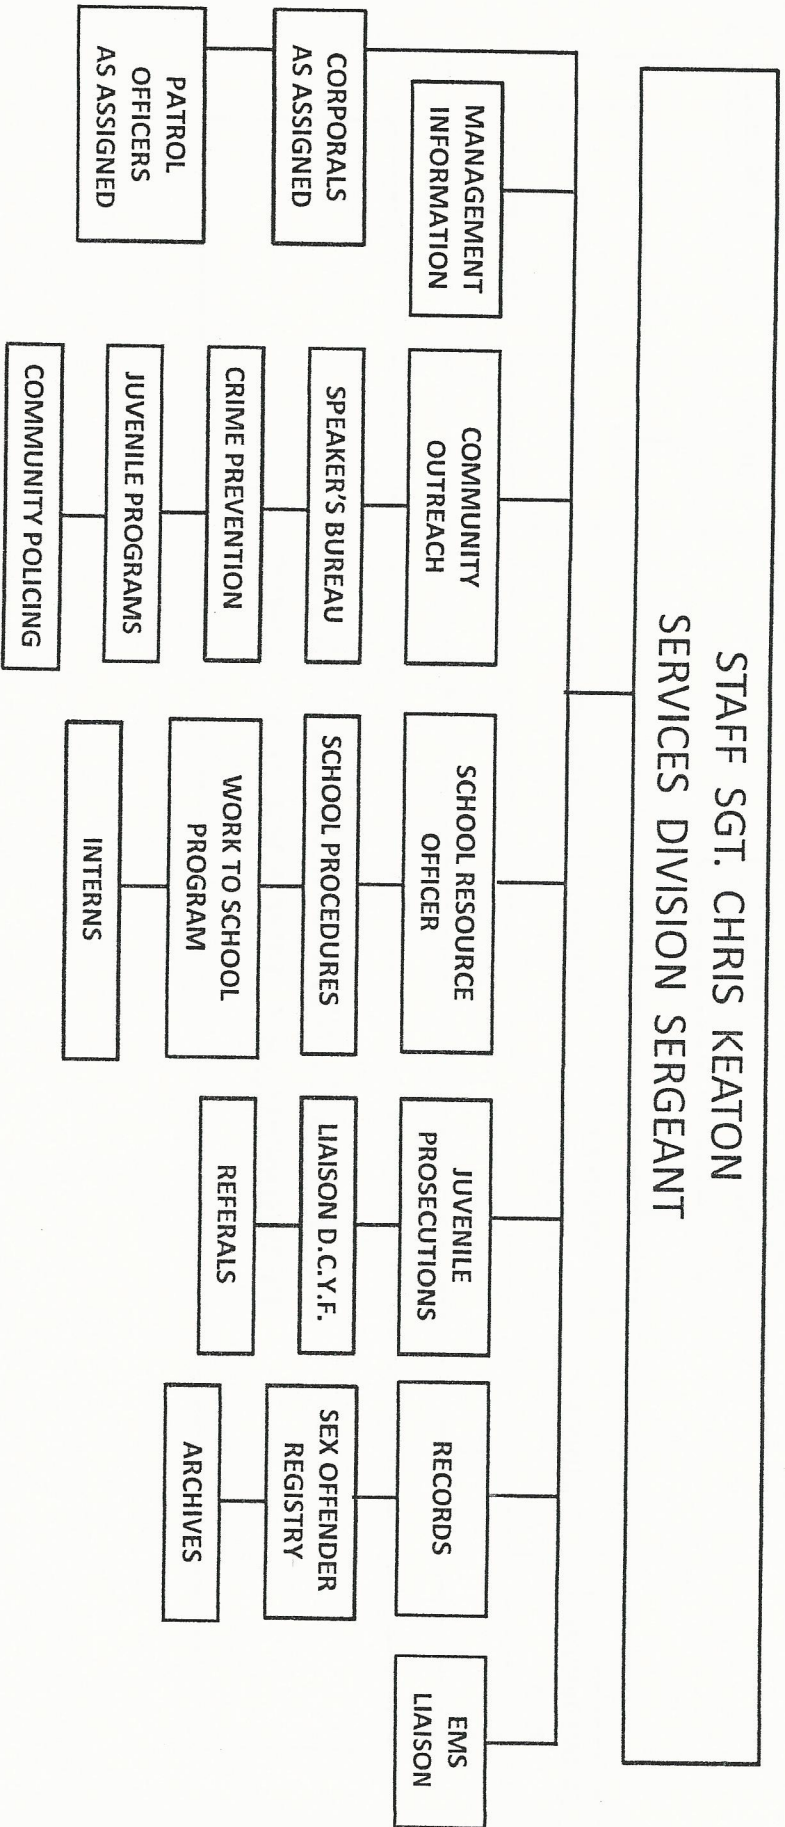 STAFF SGT. CHRIS KEATON
SERVICES DIVISION SERGEANT
MANAGEMENT
INFORMATION
CORPORALS
AS ASSIGNED
PATROL
OFFICERS
AS ASSIGNED
COMMUNITY
OUTREACH
SPEAKER'S BUREAU
CRIME PREVENTION
JUVENILE PROGRAMS
COMMUNITY POLICING
SCHOOL RESOURCE
OFFICER
SCHOOL PROCEDURES
WORK TO SCHOOL
PROGRAM
INTERNS
JUVENILE
PROSECUTIONS
LIAISON D.C.Y.F.
REFERALS
RECORDS
SEX OFFENDER
REGISTRY
ARCHIVES
EMS
LIAISON